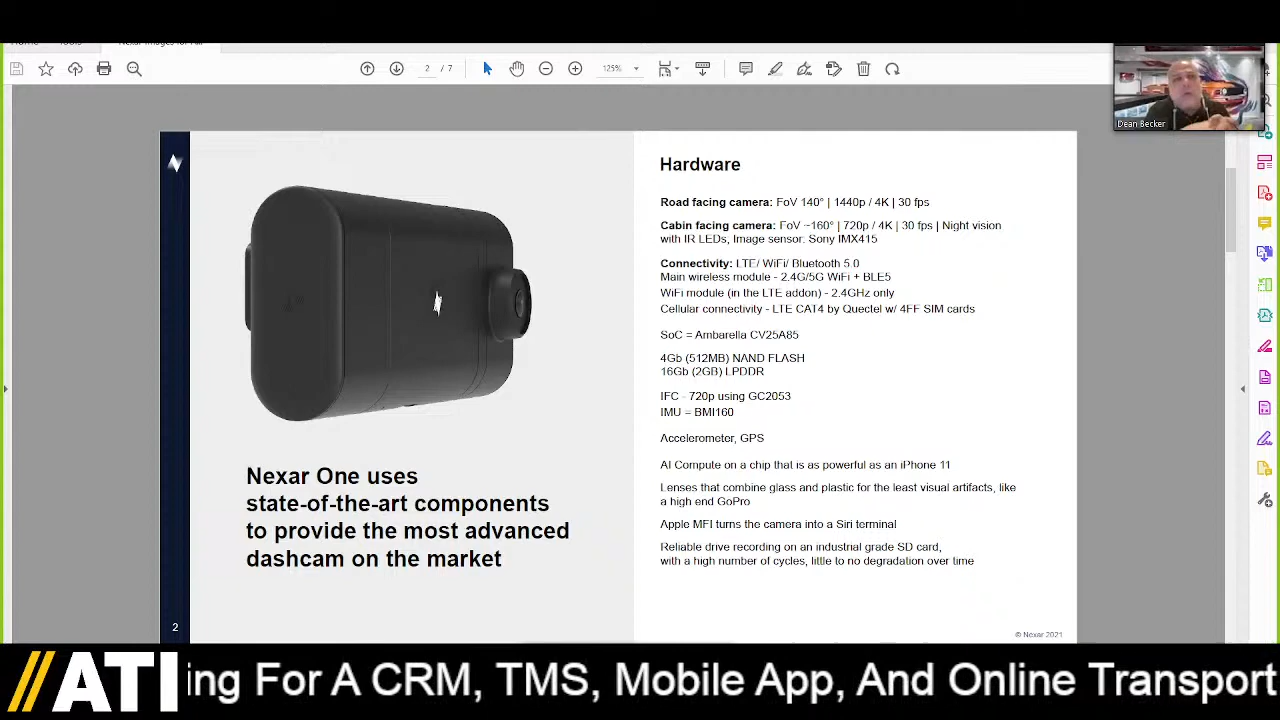 2 / 7
125%
Dean Becker
Hardware
Road facing camera: FoV 140° | 1440p / 4K | 30 fps
Cabin facing camera: FoV ~160° | 720p / 4K | 30 fps | Night vision
with IR LEDs, Image sensor: Sony IMX415
Connectivity: LTE/ WiFi/ Bluetooth 5.0
Main wireless module - 2.4G/5G WiFi + BLE5
WiFi module (in the LTE addon) - 2.4GHz only
Cellular connectivity - LTE CAT4 by Quectel w/ 4FF SIM cards
SoC = Ambarella CV25A85
4Gb (512MB) NAND FLASH
16Gb (2GB) LPDDR
IFC - 720p using GC2053
IMU = BMI160
Accelerometer, GPS
AI Compute on a chip that is as powerful as an iPhone 11
Lenses that combine glass and plastic for the least visual artifacts, like
a high end GoPro
Apple MFI turns the camera into a Siri terminal
Reliable drive recording on an industrial grade SD card,
with a high number of cycles, little to no degradation over time
Nexar One uses
state-of-the-art components
to provide the most advanced
dashcam on the market
2
© Nexar 2021
ATI
ing For A CRM, TMS, Mobile App, And Online Transport